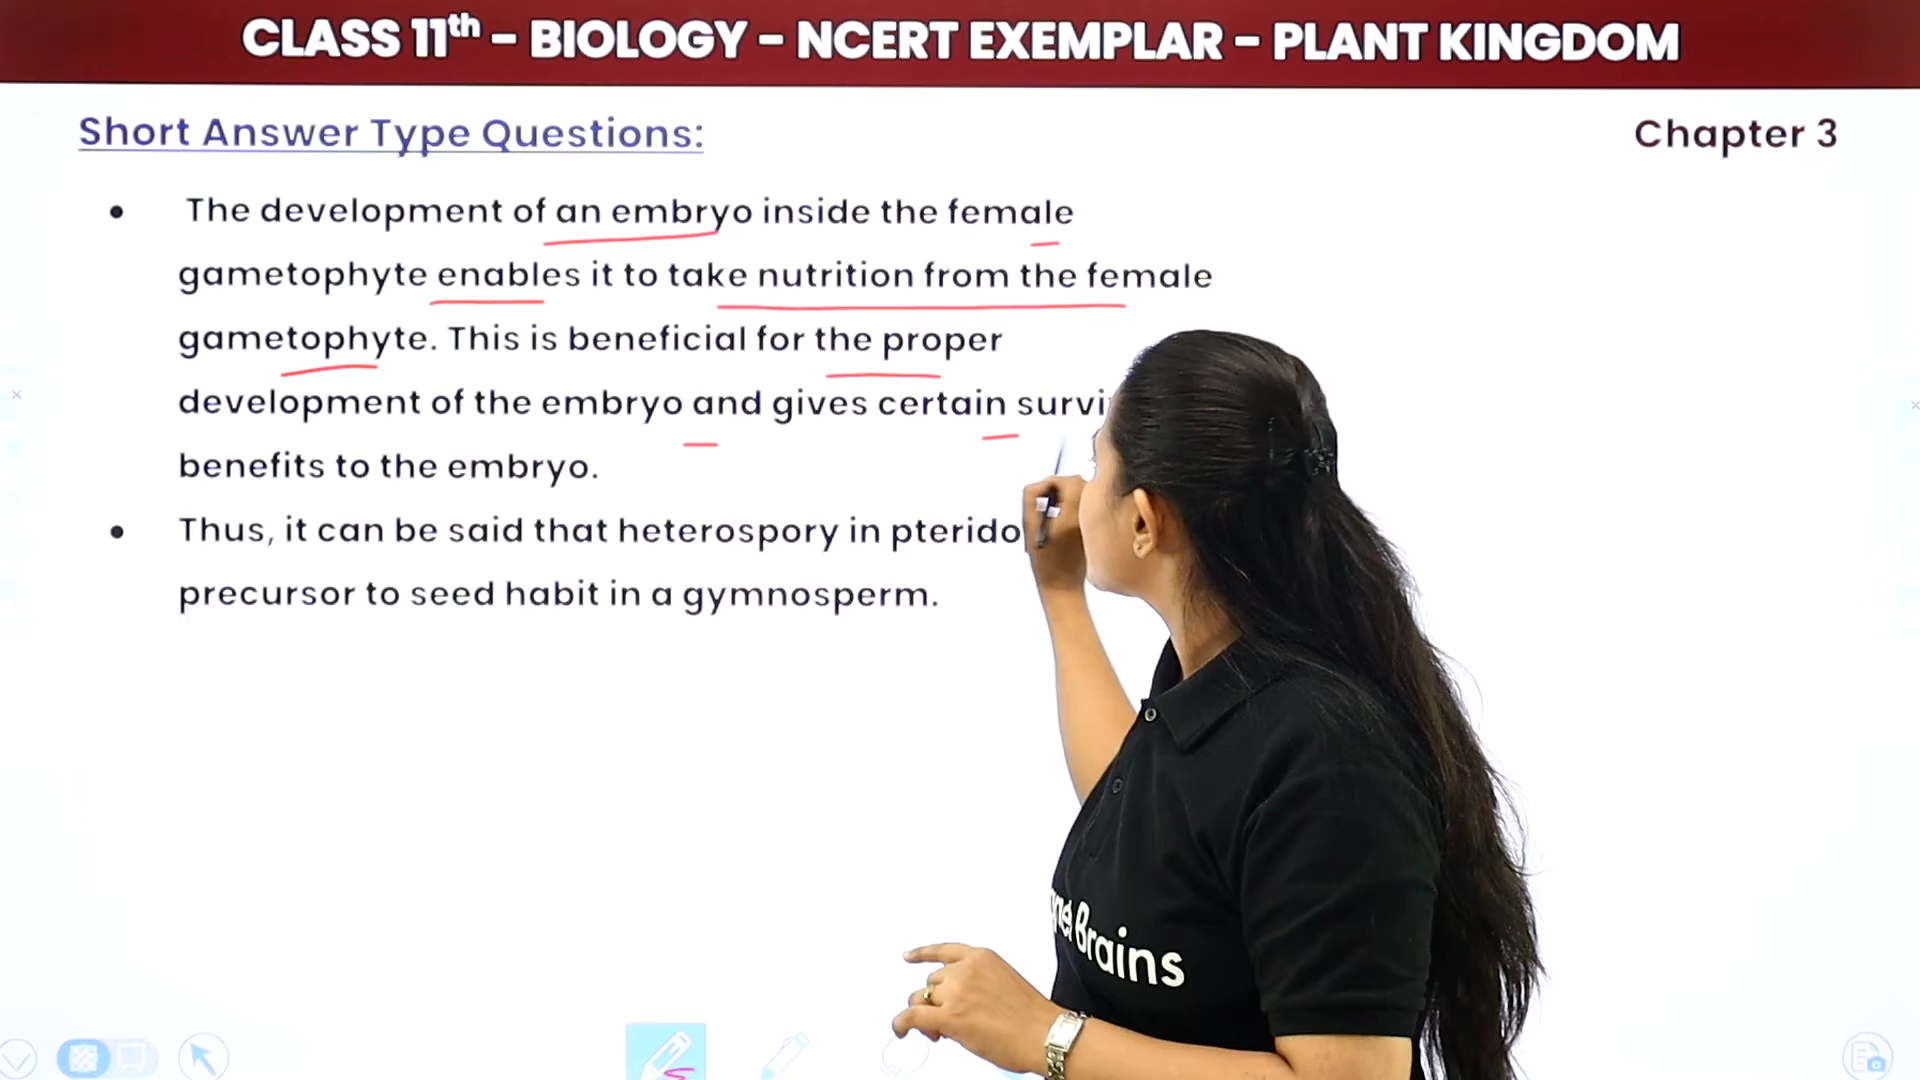 CLASS 11th - BIOLOGY - NCERT EXEMPLAR - PLANT KINGDOM
Short Answer Type Questions:
Chapter 3
• The development of an embryo inside the female
gametophyte enables it to take nutrition from the female
gametophyte. This is beneficial for the proper
development of the embryo and gives certain
benefits to the embryo.
• Thus, it can be said that heterospory in
precursor to seed habit in a gymnosperm.
Brains